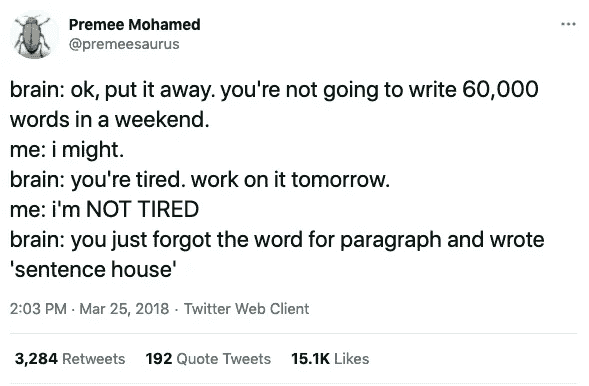 Premee Mohamed
@premeesaurus
brain: ok, put it away. you're not going to write 60,000
words in a weekend.
me: i might.
brain: you're tired. work on it tomorrow.
me: i'm NOT TIRED
brain: you just forgot the word for paragraph and wrote
'sentence house'
2:03 PM · Mar 25, 2018 · Twitter Web Client
3,284 Retweets 192 Quote Tweets 15.1K Likes